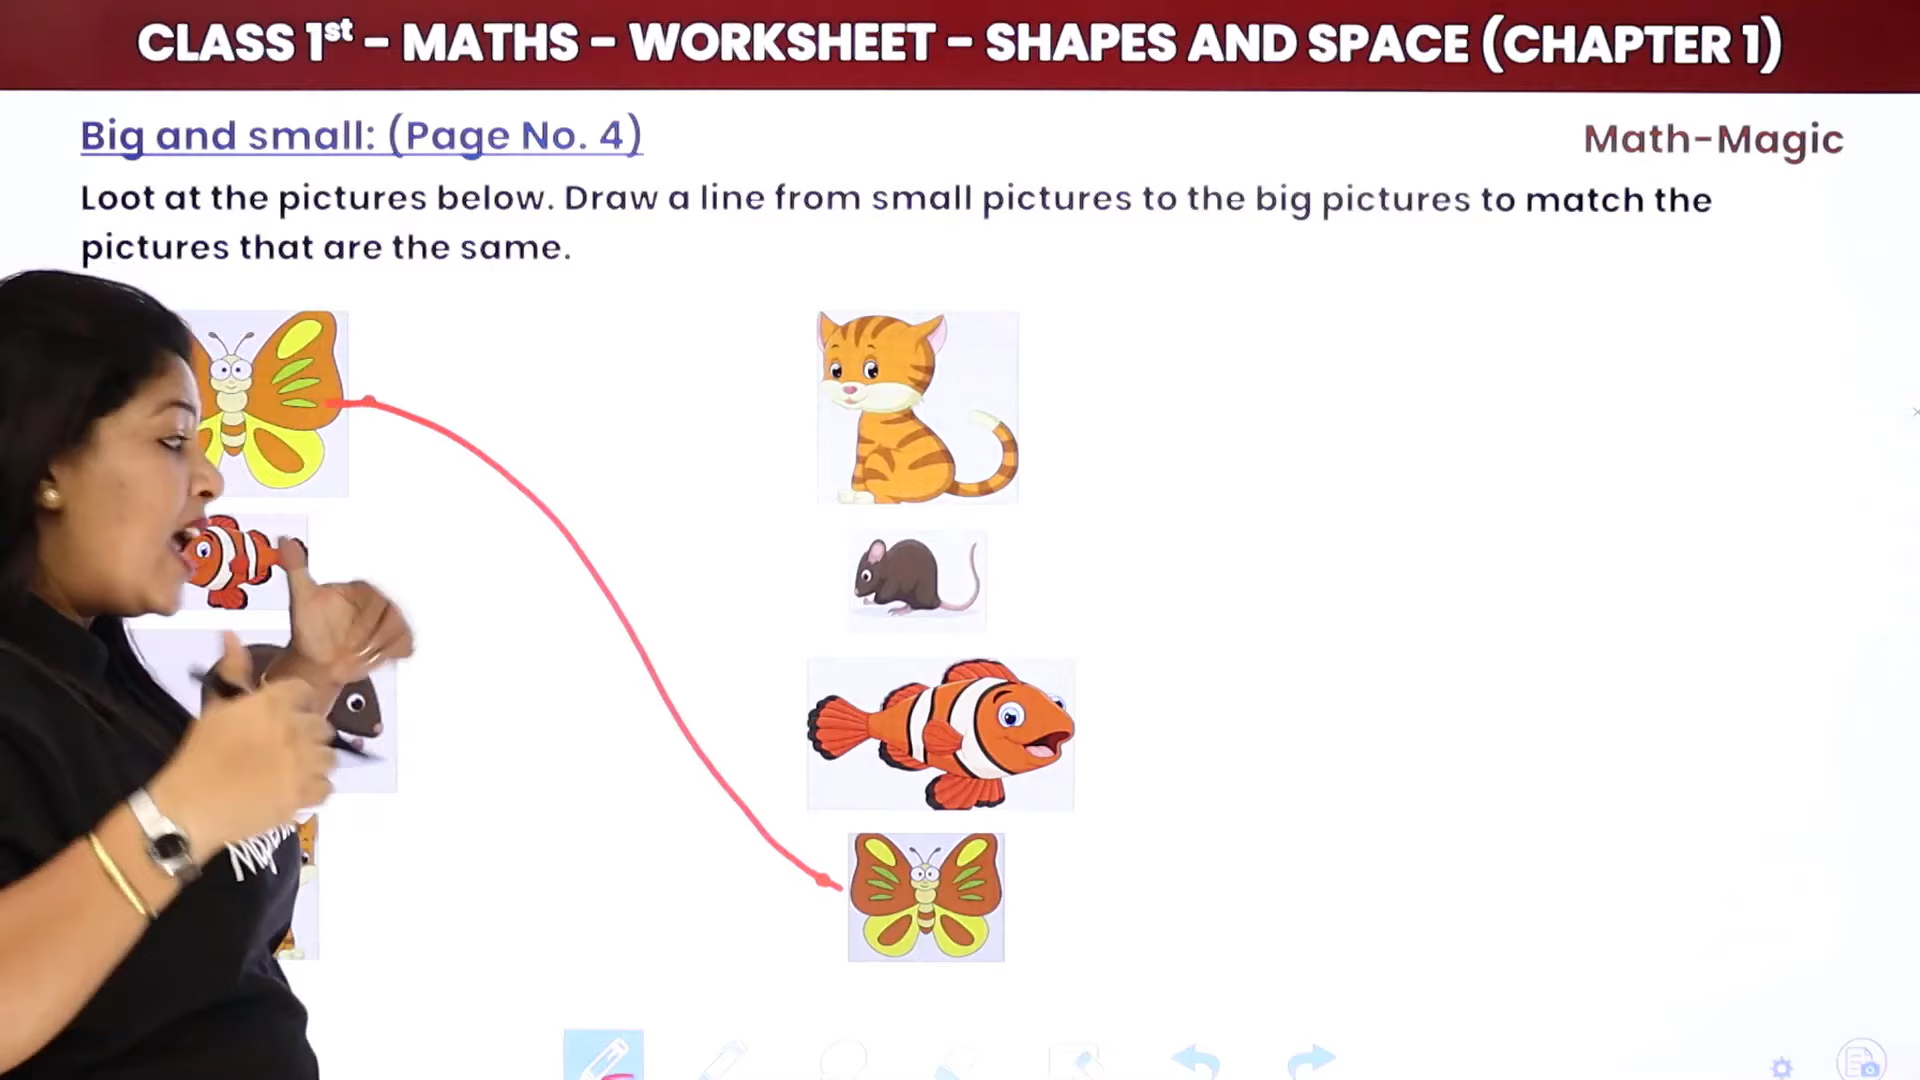 CLASS 1st - MATHS - WORKSHEET - SHAPES AND SPACE (CHAPTER 1)
Big and small: (Page No. 4)
Math-Magic
Loot at the pictures below. Draw a line from small pictures to the big pictures to match the
pictures that are the same.